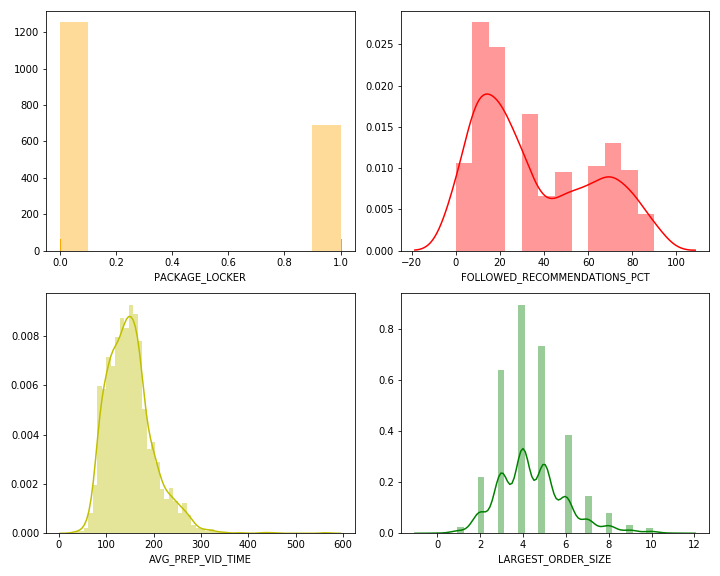 1200
1000
800
600
400
200
0
0.0 0.2 0.4 0.6 0.8 1.0
PACKAGE_LOCKER
0.025
0.020
0.015
0.010
0.005
0.000
−20 0 20 40 60 80 100
FOLLOWED_RECOMMENDATIONS_PCT
0.008
0.006
0.004
0.002
0.000
0 100 200 300 400 500 600
AVG_PREP_VID_TIME
0.8
0.6
0.4
0.2
0.0
0 2 4 6 8 10 12
LARGEST_ORDER_SIZE